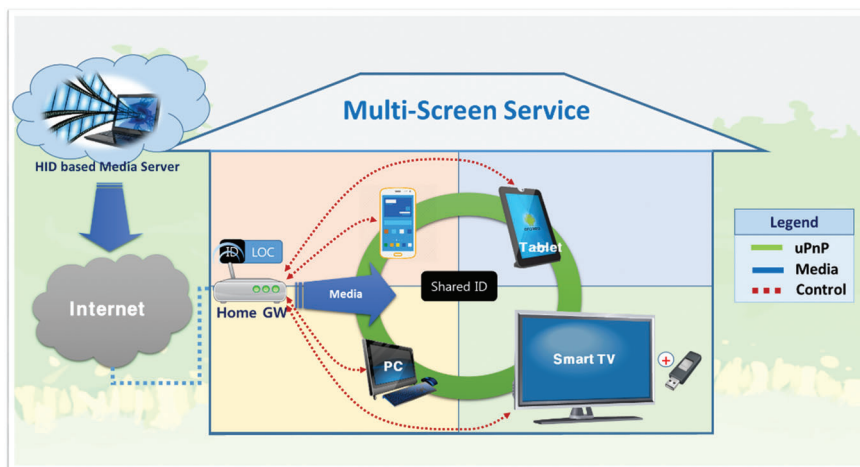 Multi-Screen Service
HID based Media Server
ID LOC
Internet
Home GW
Media
Shared ID
Tablet
PC
Smart TV
Legend
uPnP
Media
Control